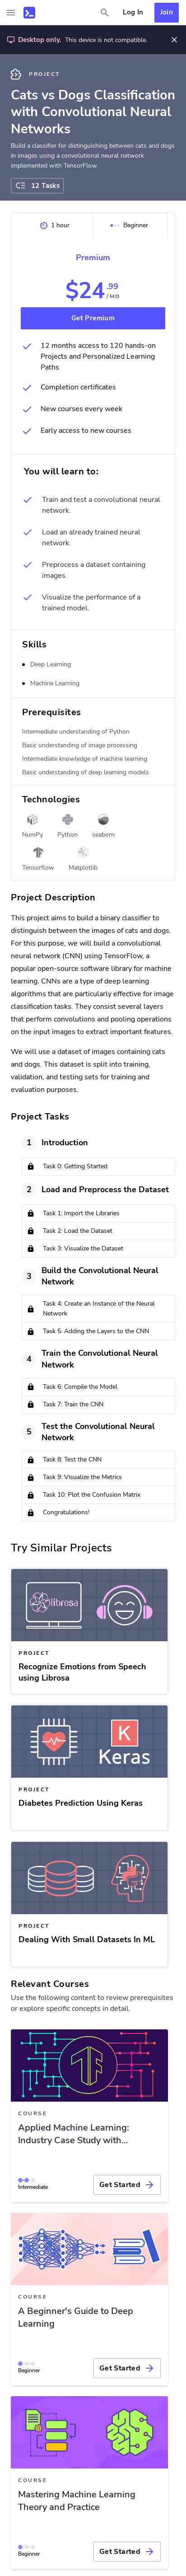 Log In
Join
Desktop only. This device is not compatible.
PROJECT
Cats vs Dogs Classification
with Convolutional Neural
Networks
Build a classifier for distinguishing between cats and dogs
in images using a convolutional neural network
implemented with TensorFlow.
12 Tasks
1 hour
Beginner
Premium
$24.99
/MO
Get Premium
12 months access to 120 hands-on
Projects and Personalized Learning
Paths
Completion certificates
New courses every week
Early access to new courses
You will learn to:
Train and test a convolutional neural
network.
Load an already trained neural
network.
Preprocess a dataset containing
images.
Visualize the performance of a
trained model.
Skills
Deep Learning
Machine Learning
Prerequisites
Intermediate understanding of Python
Basic understanding of image processing
Intermediate knowledge of machine learning
Basic understanding of deep learning models
Technologies
NumPy
Python
seaborn
Tensorflow
Matplotlib
Project Description
This project aims to build a binary classifier to
distinguish between the images of cats and dogs.
For this purpose, we will build a convolutional
neural network (CNN) using TensorFlow, a
popular open-source software library for machine
learning. CNNs are a type of deep learning
algorithms that are particularly effective for image
classification tasks. They consist several layers
that perform convolutions and pooling operations
on the input images to extract important features.
We will use a dataset of images containing cats
and dogs. This dataset is split into training,
validation, and testing sets for training and
evaluation purposes.
Project Tasks
1 Introduction
Task 0: Getting Started
2 Load and Preprocess the Dataset
Task 1: Import the Libraries
Task 2: Load the Dataset
Task 3: Visualize the Dataset
3 Build the Convolutional Neural
Network
Task 4: Create an Instance of the Neural
Network
Task 5: Adding the Layers to the CNN
4 Train the Convolutional Neural
Network
Task 6: Compile the Model
Task 7: Train the CNN
5 Test the Convolutional Neural
Network
Task 8: Test the CNN
Task 9: Visualize the Metrics
Task 10: Plot the Confusion Matrix
Congratulations!
Try Similar Projects
librosa
PROJECT
Recognize Emotions from Speech
using Librosa
K
Keras
PROJECT
Diabetes Prediction Using Keras
PROJECT
Dealing With Small Datasets In ML
Relevant Courses
Use the following content to review prerequisites
or explore specific concepts in detail.
COURSE
Applied Machine Learning:
Industry Case Study with...
Intermediate
Get Started
COURSE
A Beginner's Guide to Deep
Learning
Beginner
Get Started
COURSE
Mastering Machine Learning
Theory and Practice
Beginner
Get Started